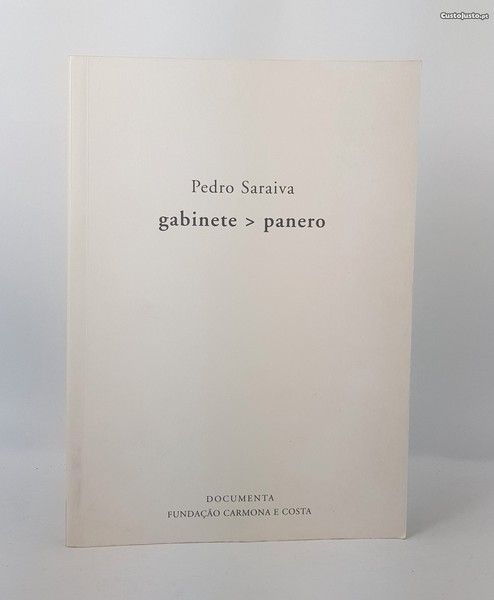 CustoJusto.pt
Pedro Saraiva
gabinete > panero
DOCUMENTA
FUNDAÇÃO CARMONA E COSTA